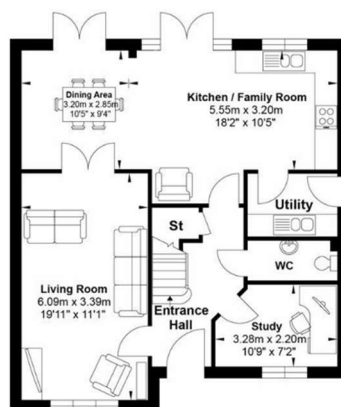 Dining Area
3.20m x 2.85m
10'5" x 9'4"
Kitchen / Family Room
5.55m x 3.20m
18'2" x 10'5"
Utility
St
WC
Living Room
6.09m x 3.39m
19'11" x 11'1"
Entrance
Hall
Study
3.28m x 2.20m
10'9" x 7'2"